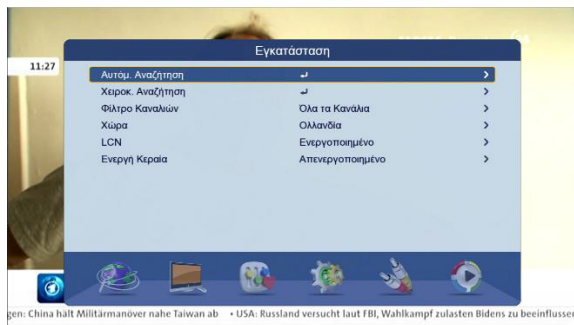 Εγκατάσταση
11:27
Αυτόμ. Αναζήτηση
Χειροκ. Αναζήτηση
Φίλτρο Καναλιών Όλα τα Κανάλια
Χώρα Ολλανδία
LCN Ενεργοποιημένο
Ενεργή Κεραία Απενεργοποιημένο
gen: China hält Militärmanöver nahe Taiwan ab • USA: Russland versucht laut FBI, Wahlkampf zulasten Bidens zu beeinflussen